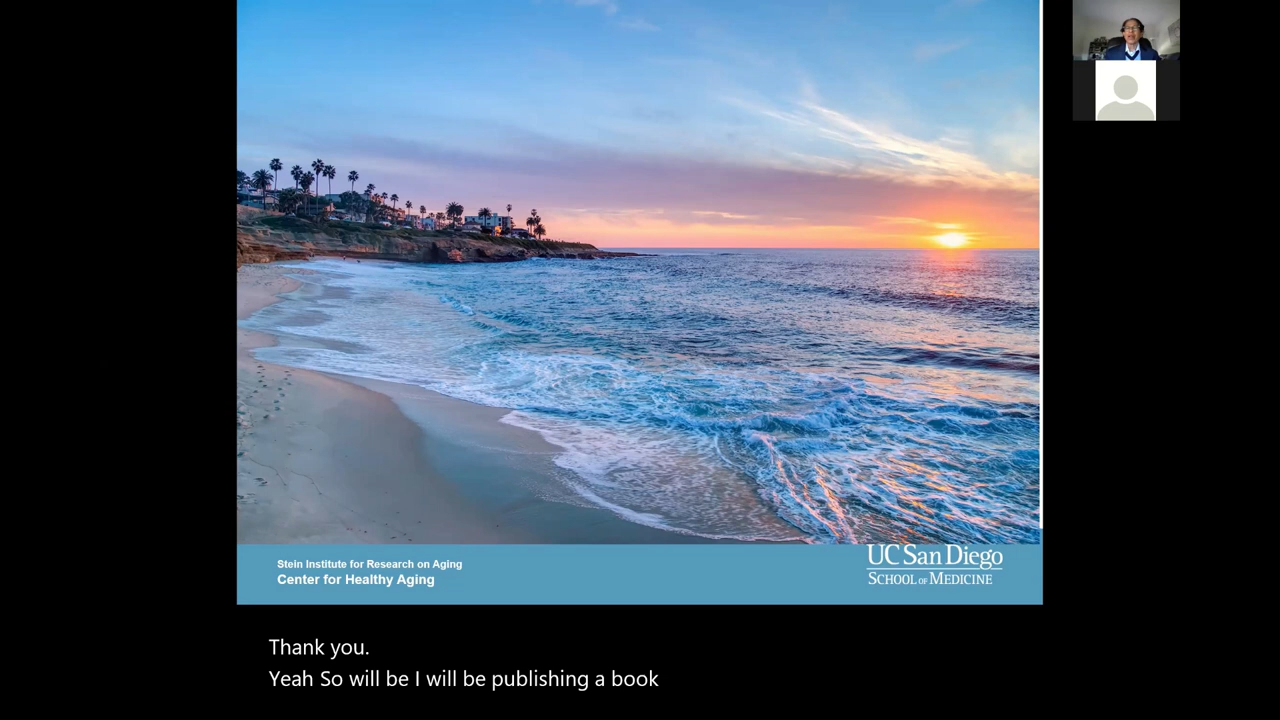 Stein Institute for Research on Aging
Center for Healthy Aging
UC San Diego
SCHOOL OF MEDICINE
Thank you.
Yeah So will be I will be publishing a book